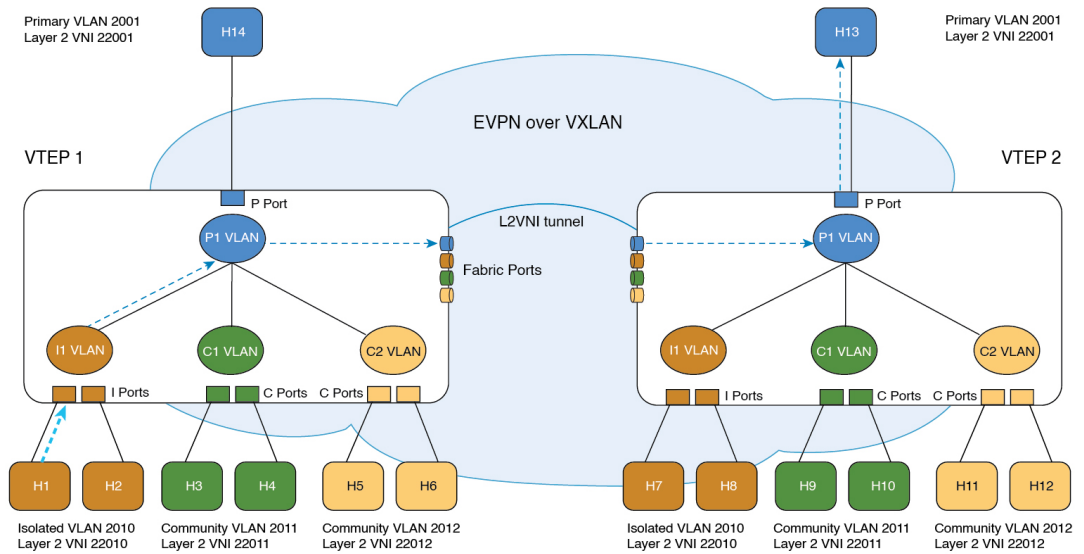 Primary VLAN 2001
Layer 2 VNI 22001
H14
H13
Primary VLAN 2001
Layer 2 VNI 22001
EVPN over VXLAN
VTEP 1
VTEP 2
P Port
P Port
L2VNI tunnel
P1 VLAN
P1 VLAN
Fabric Ports
I1 VLAN
C1 VLAN
C2 VLAN
I1 VLAN
C1 VLAN
C2 VLAN
I Ports
C Ports
C Ports
I Ports
C Ports
C Ports
H1
H2
H3
H4
H5
H6
H7
H8
H9
H10
H11
H12
Isolated VLAN 2010
Layer 2 VNI 22010
Community VLAN 2011
Layer 2 VNI 22011
Community VLAN 2012
Layer 2 VNI 22012
Isolated VLAN 2010
Layer 2 VNI 22010
Community VLAN 2011
Layer 2 VNI 22011
Community VLAN 2012
Layer 2 VNI 22012